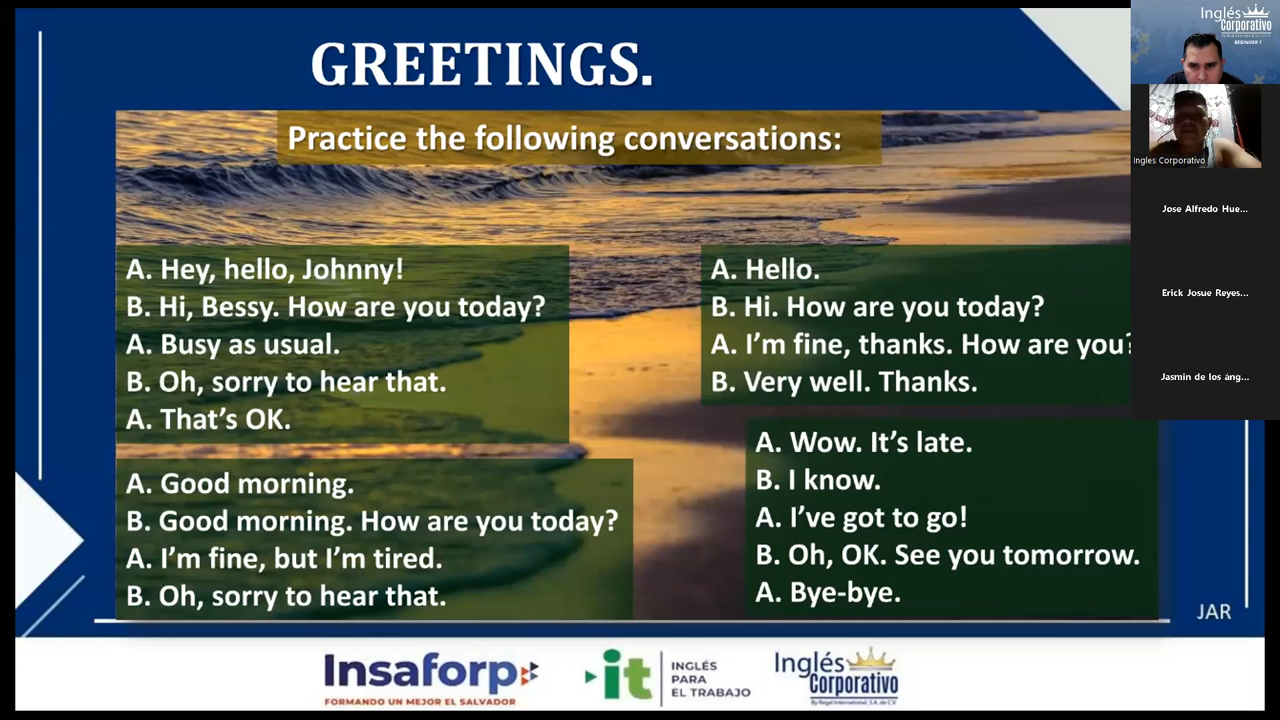 GREETINGS.
Practice the following conversations:
A. Hey, hello, Johnny!
B. Hi, Bessy. How are you today?
A. Busy as usual.
B. Oh, sorry to hear that.
A. That's OK.
A. Hello.
B. Hi. How are you today?
A. I'm fine, thanks. How are you?
B. Very well. Thanks.
A. Good morning.
B. Good morning. How are you today?
A. I'm fine, but I'm tired.
B. Oh, sorry to hear that.
A. Wow. It's late.
B. I know.
A. I've got to go!
B. Oh, OK. See you tomorrow.
A. Bye-bye.
JAR
Insaforp
FORMANDO UN MEJOR EL SALVADOR
it
INGLÉS
PARA
EL TRABAJO
Inglés
Corporativo
By Regal International, S.A. de C.V.
Inglés
Corporativo
BEGINNER 1
Ingles Corporativo
Jose Alfredo Hue...
Erick Josue Reyes...
Jasmin de los áng...